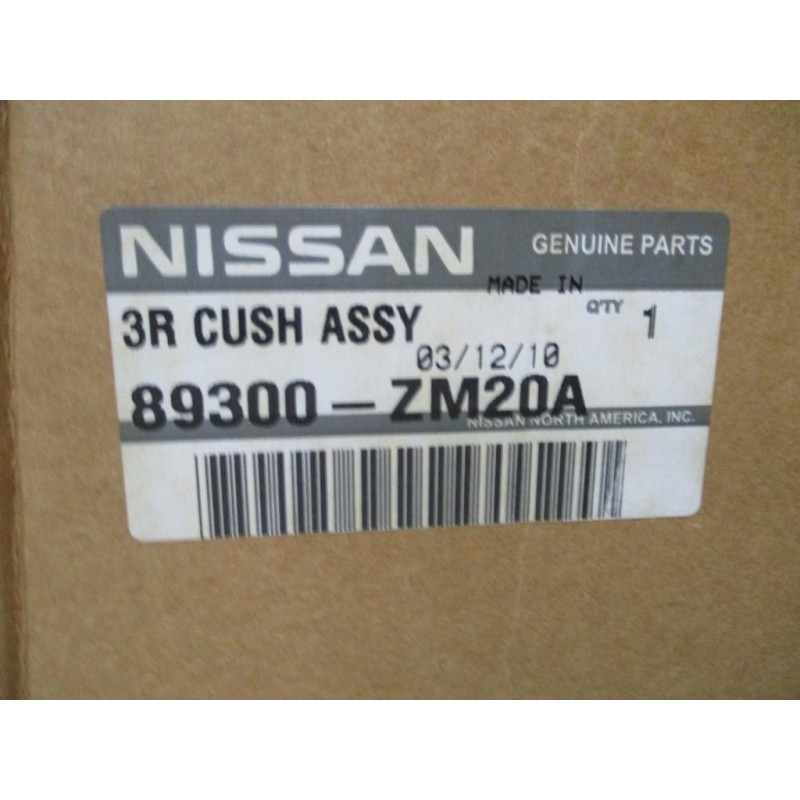 NISSAN GENUINE PARTS
MADE IN
3R CUSH ASSY Q'TY 1
03/12/10
89300-ZM20A
NISSAN NORTH AMERICA, INC.